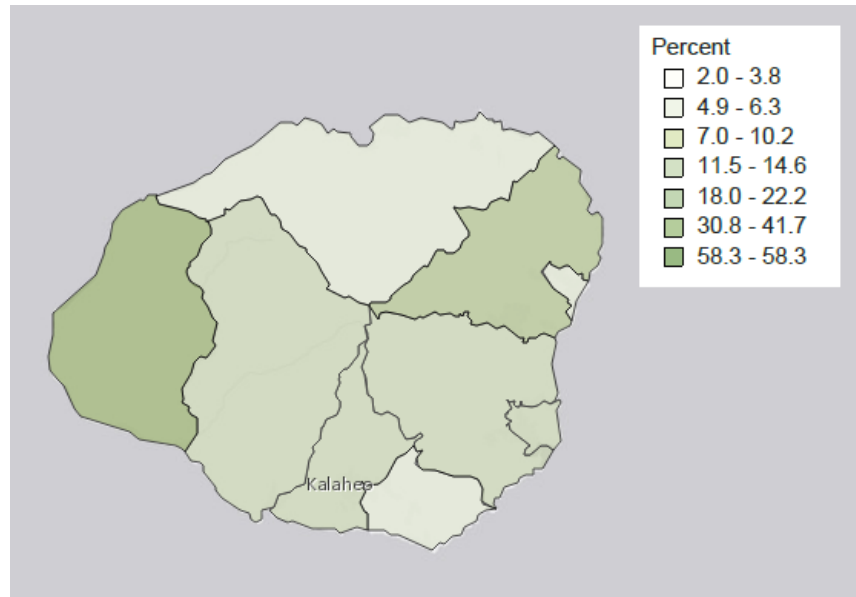 Percent
2.0 - 3.8
4.9 - 6.3
7.0 - 10.2
11.5 - 14.6
18.0 - 22.2
30.8 - 41.7
58.3 - 58.3
Kalaheo